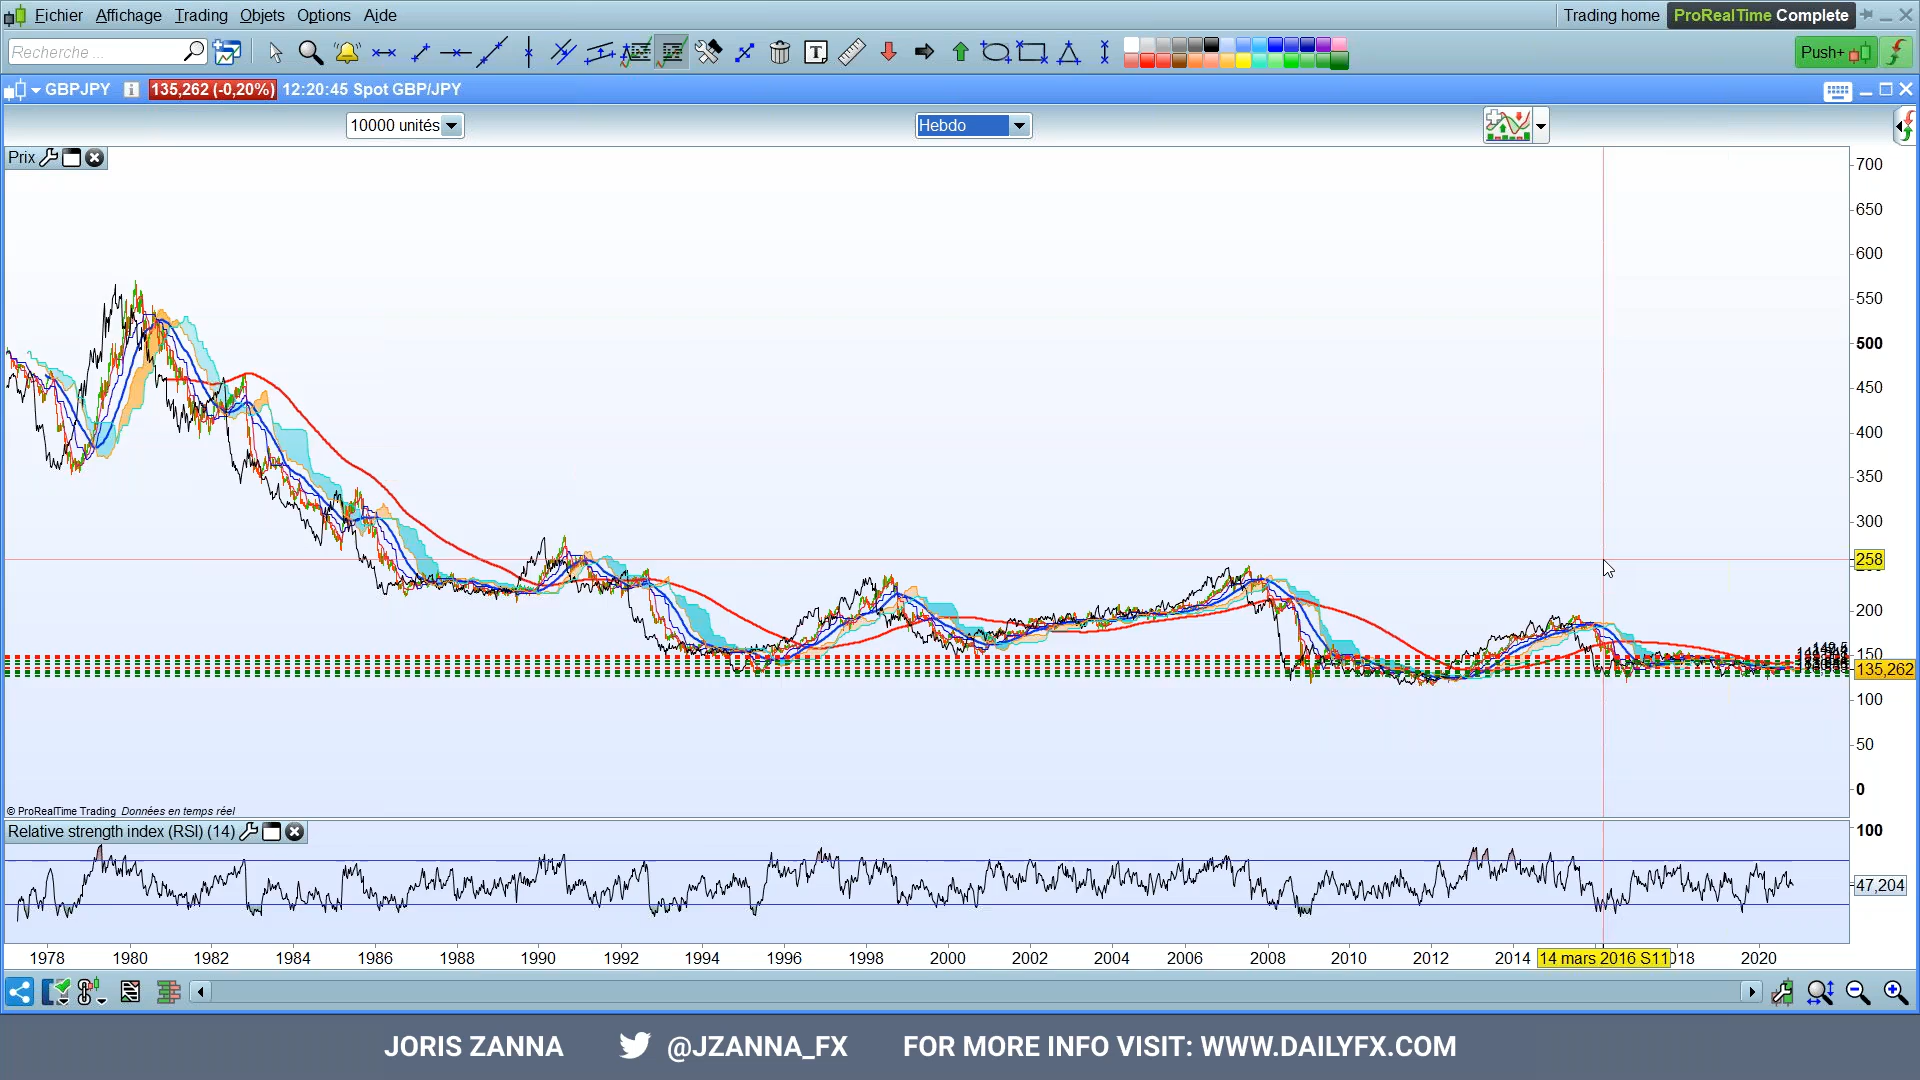 Fichier Affichage Trading Objets Options Aide
Trading home ProRealTime Complete
Recherche ...
T
Push+
GBPJPY i 135,262 (-0,20%) 12:20:45 Spot GBP/JPY
10000 unités Hebdo
Prix
700
650
600
550
500
450
400
350
300
258
200
150
135,262
100
50
0
© ProRealTime Trading Données en temps réel
Relative strength index (RSI) (14)
100
47,204
1978 1980 1982 1984 1986 1988 1990 1992 1994 1996 1998 2000 2002 2004 2006 2008 2010 2012 2014 14 mars 2016 S11 018 2020
JORIS ZANNA @JZANNA_FX FOR MORE INFO VISIT: WWW.DAILYFX.COM